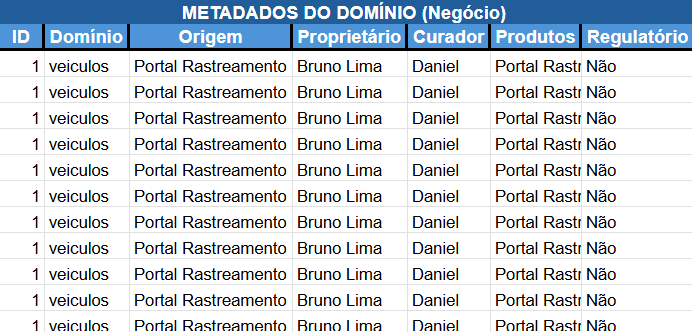 METADADOS DO DOMÍNIO (Negócio)
ID Domínio Origem Proprietário Curador Produtos Regulatório
1 veiculos Portal Rastreamento Bruno Lima Daniel Portal Rastr Não
1 veiculos Portal Rastreamento Bruno Lima Daniel Portal Rastr Não
1 veiculos Portal Rastreamento Bruno Lima Daniel Portal Rastr Não
1 veiculos Portal Rastreamento Bruno Lima Daniel Portal Rastr Não
1 veiculos Portal Rastreamento Bruno Lima Daniel Portal Rastr Não
1 veiculos Portal Rastreamento Bruno Lima Daniel Portal Rastr Não
1 veiculos Portal Rastreamento Bruno Lima Daniel Portal Rastr Não
1 veiculos Portal Rastreamento Bruno Lima Daniel Portal Rastr Não
1 veiculos Portal Rastreamento Bruno Lima Daniel Portal Rastr Não
1 veiculos Portal Rastreamento Bruno Lima Daniel Portal Rastr Não
1 veiculos Portal Rastreamento Bruno Lima Daniel Portal Rastr Não